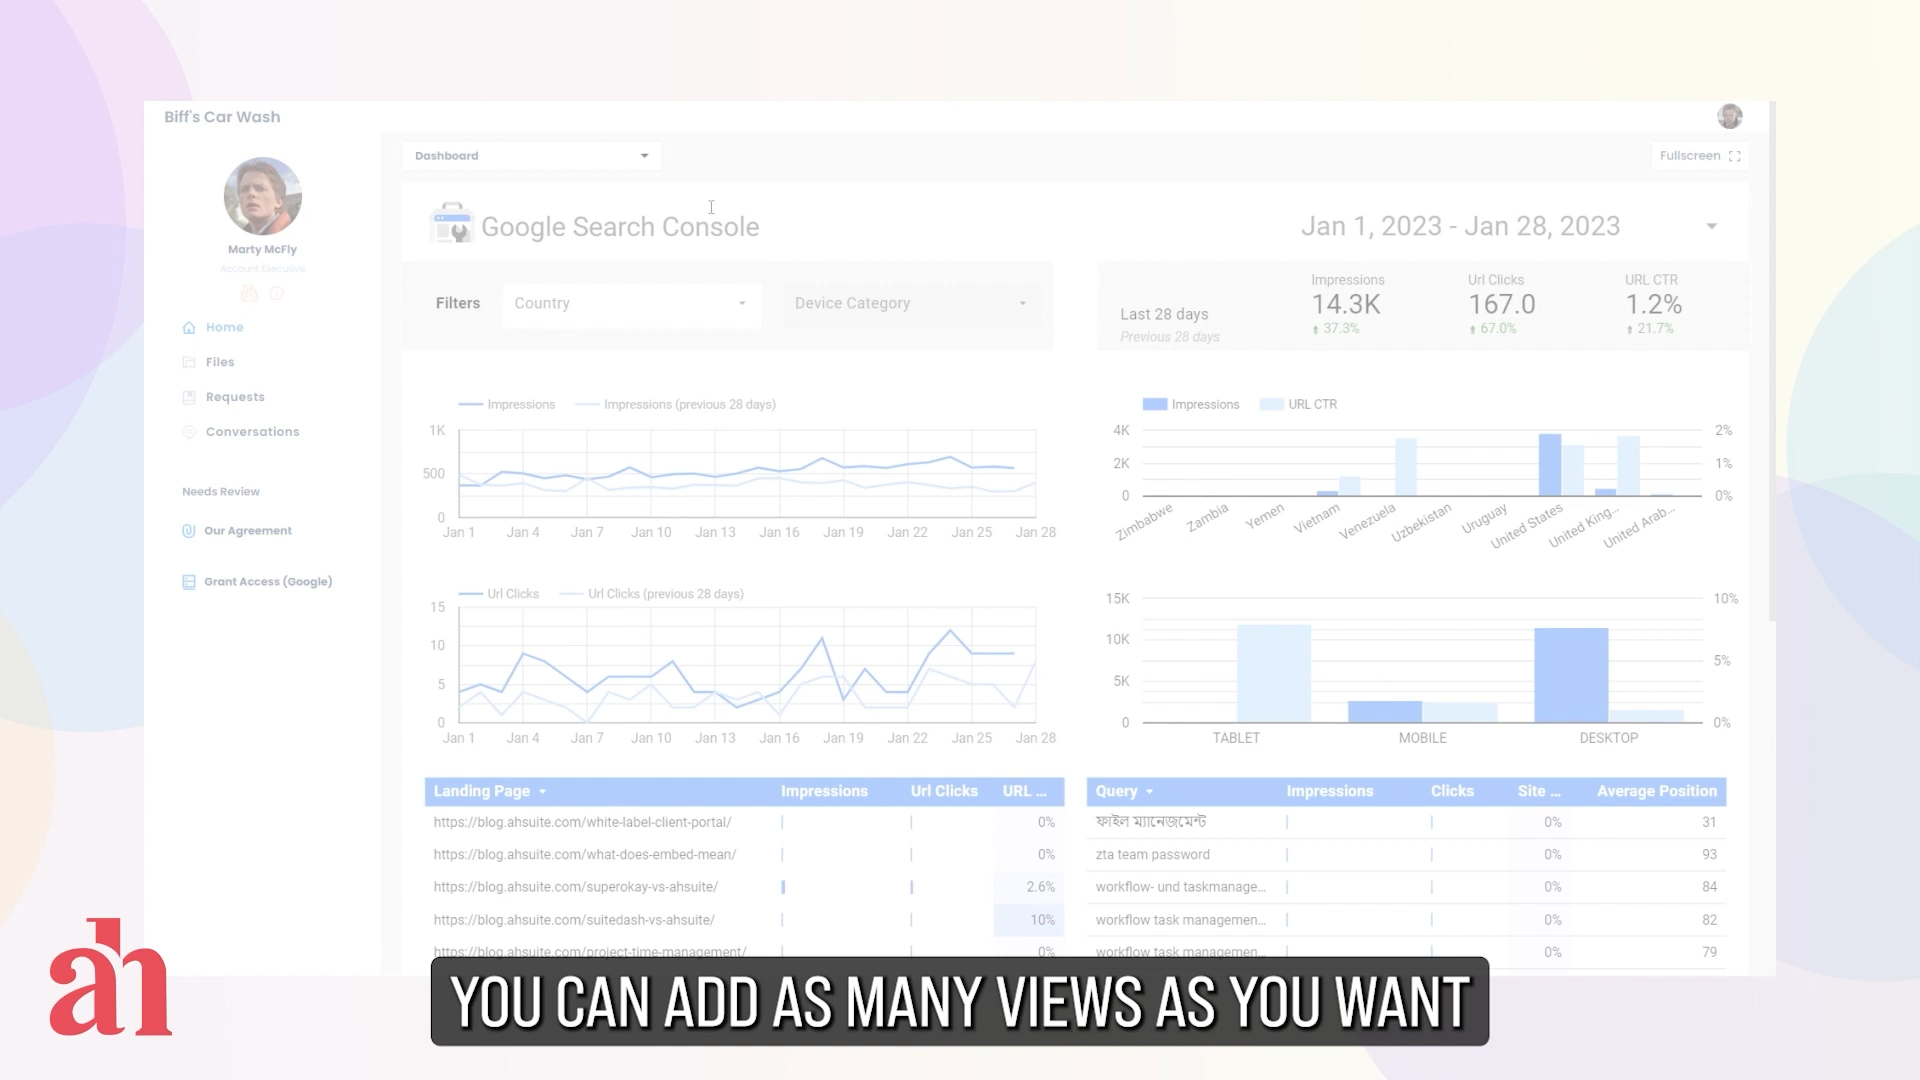 Biff's Car Wash
Marty McFly
Account Executive
Home
Files
Requests
Conversations
Needs Review
Our Agreement
Grant Access (Google)
Dashboard
Fullscreen
Google Search Console
Jan 1, 2023 - Jan 28, 2023
Filters
Country
Device Category
Last 28 days
Previous 28 days
Impressions
14.3K
37.3%
Url Clicks
167.0
67.0%
URL CTR
1.2%
21.7%
Impressions Impressions (previous 28 days)
1K
500
0
Jan 1 Jan 4 Jan 7 Jan 10 Jan 13 Jan 16 Jan 19 Jan 22 Jan 25 Jan 28
Impressions URL CTR
4K 2%
2K 1%
0 0%
Zimbabwe Zambia Yemen Vietnam Venezuela Uzbekistan Uruguay United States United King... United Arab...
Url Clicks Url Clicks (previous 28 days)
15
10
5
0
Jan 1 Jan 4 Jan 7 Jan 10 Jan 13 Jan 16 Jan 19 Jan 22 Jan 25 Jan 28
15K 10%
10K
5K 5%
0 0%
TABLET MOBILE DESKTOP
Landing Page Impressions Url Clicks URL ...
https://blog.ahsuite.com/white-label-client-portal/ 0%
https://blog.ahsuite.com/what-does-embed-mean/ 0%
https://blog.ahsuite.com/superokay-vs-ahsuite/ 2.6%
https://blog.ahsuite.com/suitedash-vs-ahsuite/ 10%
https://blog.ahsuite.com/project-time-management/ 0%
Query Impressions Clicks Site ... Average Position
ফাইল ম্যানেজমেন্ট 0% 31
zta team password 0% 93
workflow- und taskmanage... 0% 84
workflow task managemen... 0% 82
workflow task managemen... 0% 79
ah
YOU CAN ADD AS MANY VIEWS AS YOU WANT